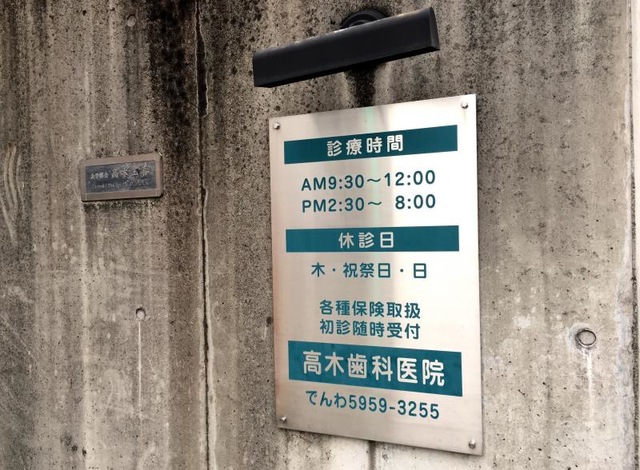 診療時間
AM9:30～12:00
PM2:30～ 8:00
休診日
木・祝祭日・日
各種保険取扱
初診随時受付
高木歯科医院
でんわ5959-3255